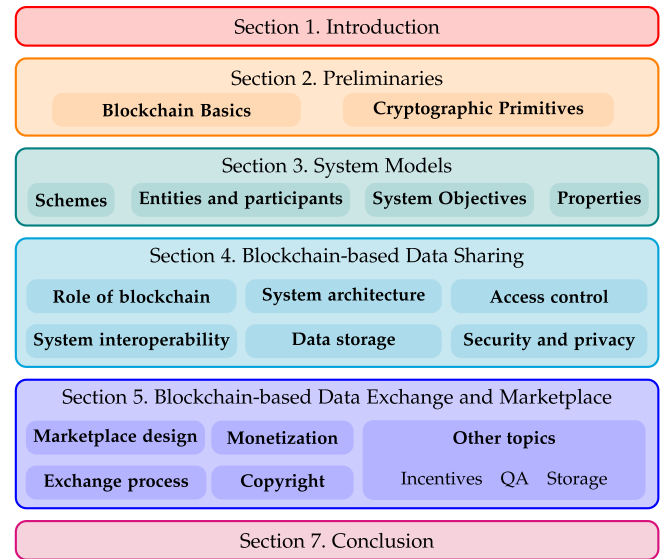 Section 1. Introduction
Section 2. Preliminaries
Blockchain Basics Cryptographic Primitives
Section 3. System Models
Schemes Entities and participants System Objectives Properties
Section 4. Blockchain-based Data Sharing
Role of blockchain System architecture Access control
System interoperability Data storage Security and privacy
Section 5. Blockchain-based Data Exchange and Marketplace
Marketplace design Monetization Other topics
Exchange process Copyright Incentives QA Storage
Section 7. Conclusion